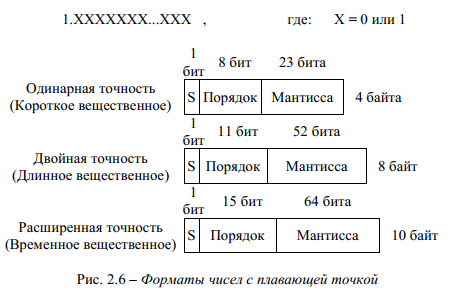 1.XXXXXXX...XXX , где: X = 0 или 1
1
бит 8 бит 23 бита
Одинарная точность
(Короткое вещественное) S Порядок Мантисса 4 байта
1
бит 11 бит 52 бита
Двойная точность
(Длинное вещественное) S Порядок Мантисса 8 байт
1
бит 15 бит 64 бита
Расширенная точность
(Временное вещественное) S Порядок Мантисса 10 байт
Рис. 2.6 – Форматы чисел с плавающей точкой